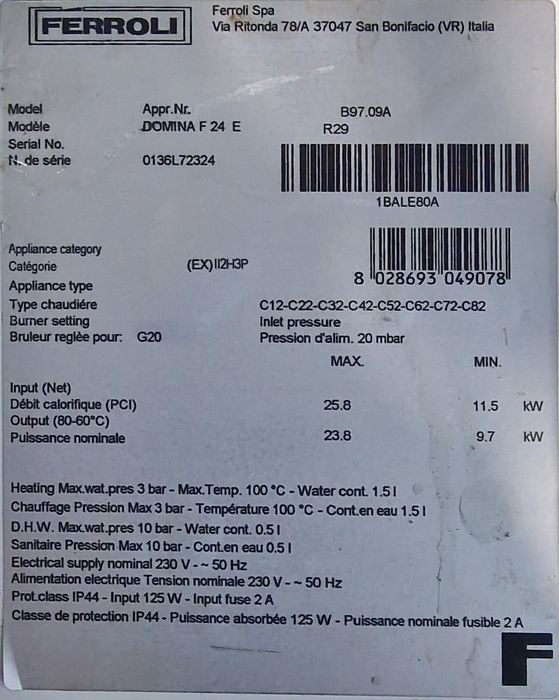 FERROLI
Ferroli Spa
Via Ritonda 78/A 37047 San Bonifacio (VR) Italia
Model Appr.Nr. B97.09A
Modèle DOMINA F 24 E R29
Serial No.
N. de série 0136L72324
1BALE80A
Appliance category
Catégorie (EX)II2H3P
8 028693 049078
Appliance type
Type chaudiére C12-C22-C32-C42-C52-C62-C72-C82
Burner setting Inlet pressure
Bruleur reglèe pour: G20 Pression d'alim. 20 mbar
MAX. MIN.
Input (Net)
Débit calorifique (PCI) 25.8 11.5 kW
Output (80-60°C)
Puissance nominale 23.8 9.7 kW
Heating Max.wat.pres 3 bar - Max.Temp. 100 °C - Water cont. 1.5 l
Chauffage Pression Max 3 bar - Température 100 °C - Cont.en eau 1.5 l
D.H.W. Max.wat.pres 10 bar - Water cont. 0.5 l
Sanitaire Pression Max 10 bar - Cont.en eau 0.5 l
Electrical supply nominal 230 V - ~ 50 Hz
Alimentation electrique Tension nominale 230 V - ~ 50 Hz
Prot.class IP44 - Input 125 W - Input fuse 2 A
Classe de protection IP44 - Puissance absorbée 125 W - Puissance nominale fusible 2 A
F